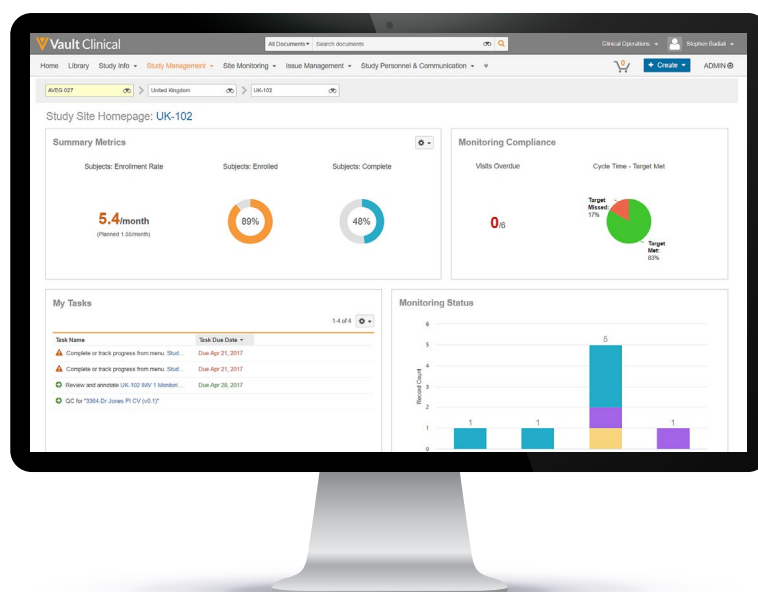 Vault Clinical
All Documents Search documents
Clinical Operations Stephen Badiali
Home Library Study Info Study Management Site Monitoring Issue Management Study Personnel & Communication
0 + Create ADMIN
AVEG-027 United Kingdom UK-102
Study Site Homepage: UK-102
Summary Metrics
Subjects: Enrollment Rate Subjects: Enrolled Subjects: Complete
5.4/month
(Planned 1.55/month)
89%
48%
Monitoring Compliance
Visits Overdue Cycle Time - Target Met
0/6
Target
Missed:
17%
Target
Met:
83%
My Tasks
1-4 of 4
Task Name Task Due Date
Complete or track progress from menu. Stud... Due Apr 21, 2017
Complete or track progress from menu. Stud... Due Apr 21, 2017
Review and annotate UK-102 IMV 1 Monitori... Due Apr 28, 2017
QC for "3364-Dr Jones PI CV (v0.1)"
Monitoring Status
Record Count
6
5
4
3
2
1
0
1 1 5 1